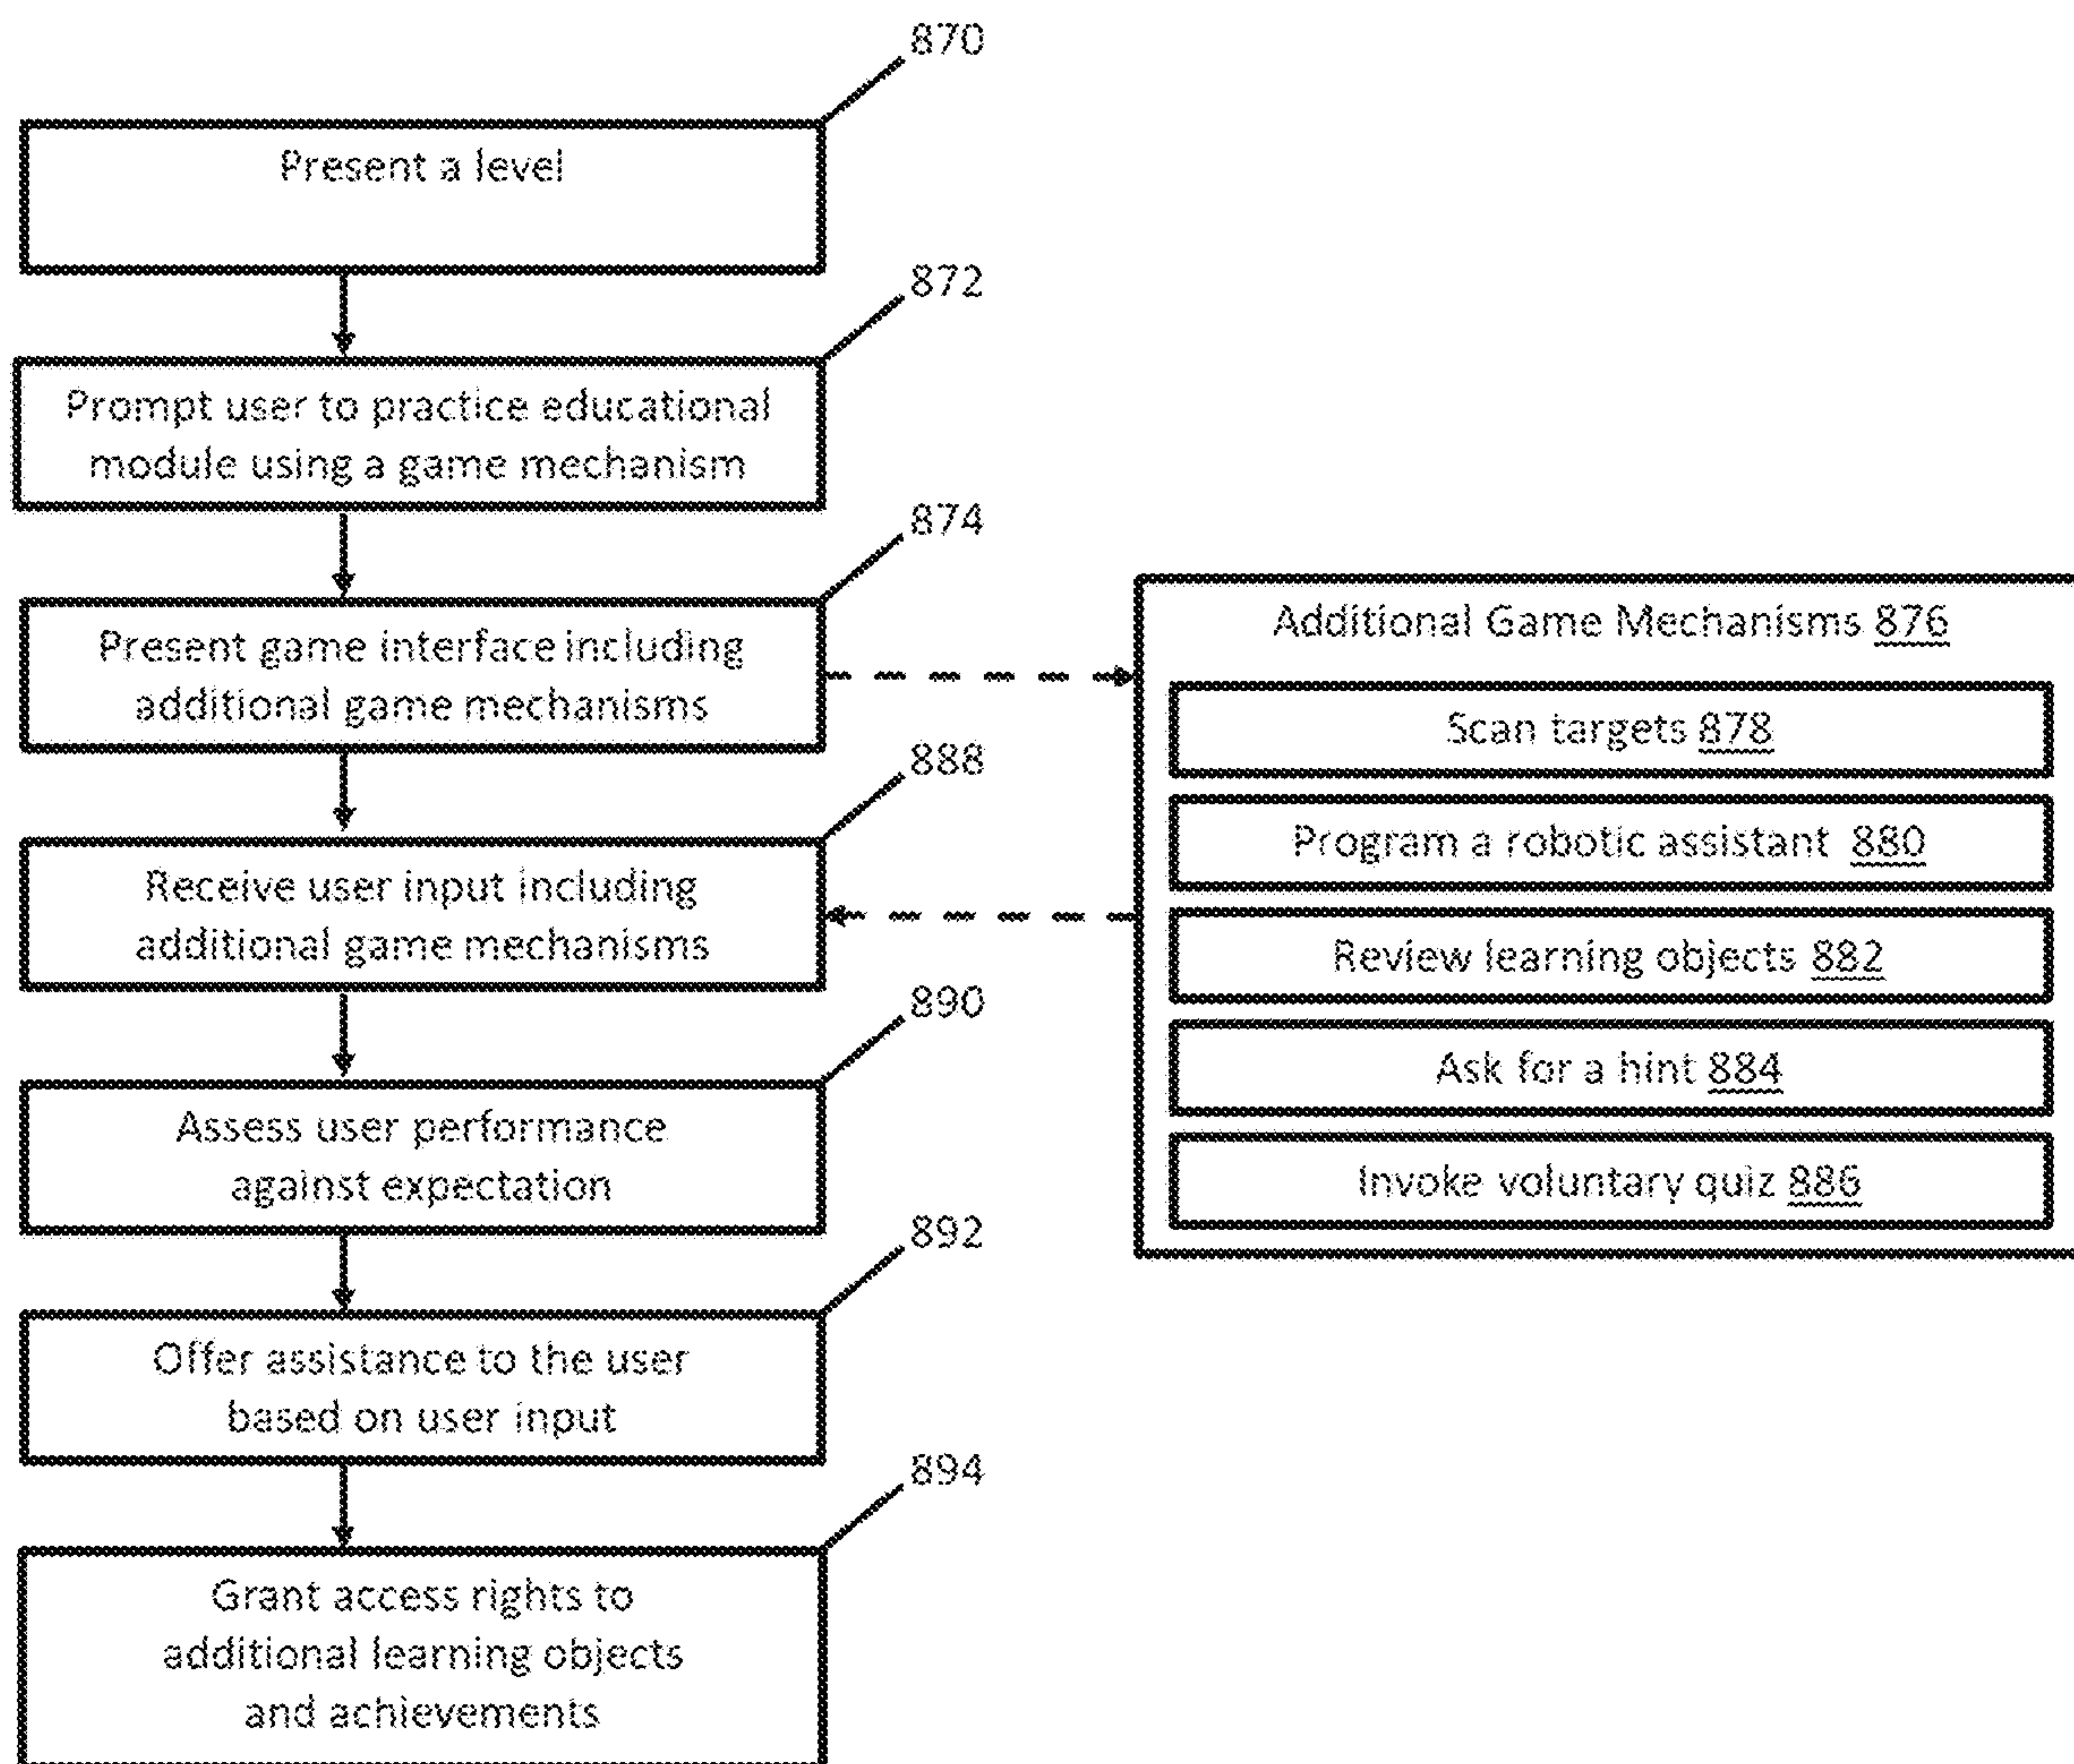 870
Present a level
872
Prompt user to practice educational
module using a game mechanism
874
Present game interface including
additional game mechanisms
888
Receive user input including
additional game mechanisms
890
Assess user performance
against expectation
892
Offer assistance to the user
based on user input
894
Grant access rights to
additional learning objects
and achievements
Additional Game Mechanisms 876
Scan targets 878
Program a robotic assistant 880
Review learning objects 882
Ask for a hint 884
Invoke voluntary quiz 886